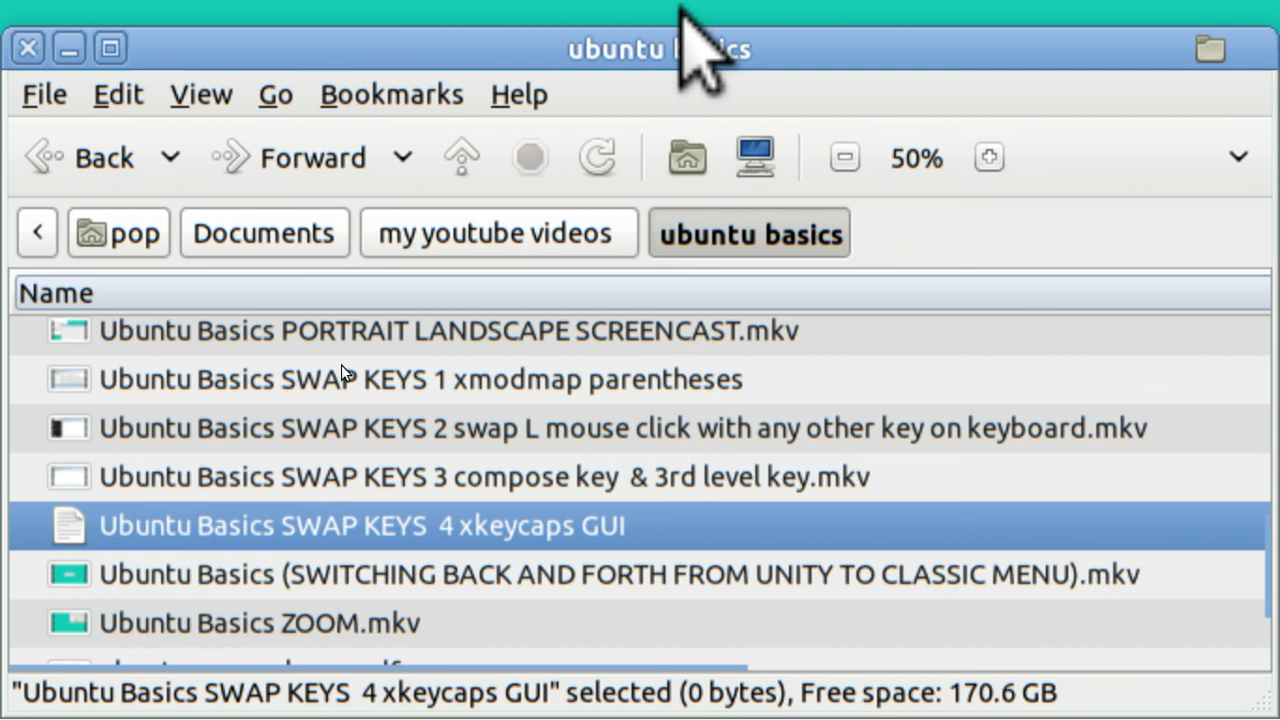 ubuntu
File Edit View Go Bookmarks Help
Back Forward 50%
pop Documents my youtube videos ubuntu basics
Name
Ubuntu Basics PORTRAIT LANDSCAPE SCREENCAST.mkv
Ubuntu Basics SWAP KEYS 1 xmodmap parentheses
Ubuntu Basics SWAP KEYS 2 swap L mouse click with any other key on keyboard.mkv
Ubuntu Basics SWAP KEYS 3 compose key & 3rd level key.mkv
Ubuntu Basics SWAP KEYS 4 xkeycaps GUI
Ubuntu Basics (SWITCHING BACK AND FORTH FROM UNITY TO CLASSIC MENU).mkv
Ubuntu Basics ZOOM.mkv
"Ubuntu Basics SWAP KEYS 4 xkeycaps GUI" selected (0 bytes), Free space: 170.6 GB